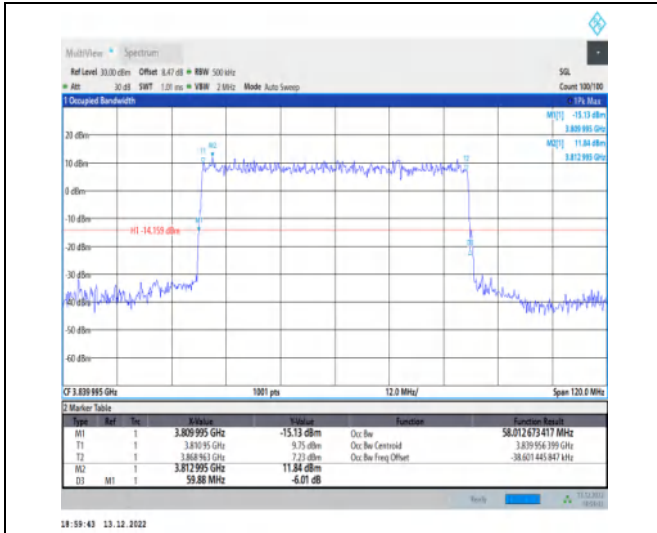 MultiView Spectrum
Ref Level 30.00 dBm Offset 8.47 dB RBW 500 kHz SGL
Att 30 dB SWT 1.01 ms VBW 2 MHz Mode Auto Sweep Count 100/100
1 Occupied Bandwidth 1Pk Max
M1[1] -15.13 dBm
3.809 995 GHz
M2[1] 11.84 dBm
3.812 995 GHz
20 dBm
T1 M2 T2
10 dBm
0 dBm
-10 dBm
M1
H1 -14.159 dBm
-20 dBm
D3
-30 dBm
-40 dBm
-50 dBm
-60 dBm
CF 3.839 995 GHz 1001 pts 12.0 MHz/ Span 120.0 MHz
2 Marker Table
Type Ref Trc X-Value Y-Value Function Function Result
M1 1 3.809 995 GHz -15.13 dBm Occ Bw 58.012 673 417 MHz
T1 1 3.810 95 GHz 9.75 dBm Occ Bw Centroid 3.839 956 399 GHz
T2 1 3.868 963 GHz 7.23 dBm Occ Bw Freq Offset -38.601 445 847 kHz
M2 1 3.812 995 GHz 11.84 dBm
D3 M1 1 59.88 MHz -6.01 dB
Ready 13.12.2022
18:59:43 13.12.2022